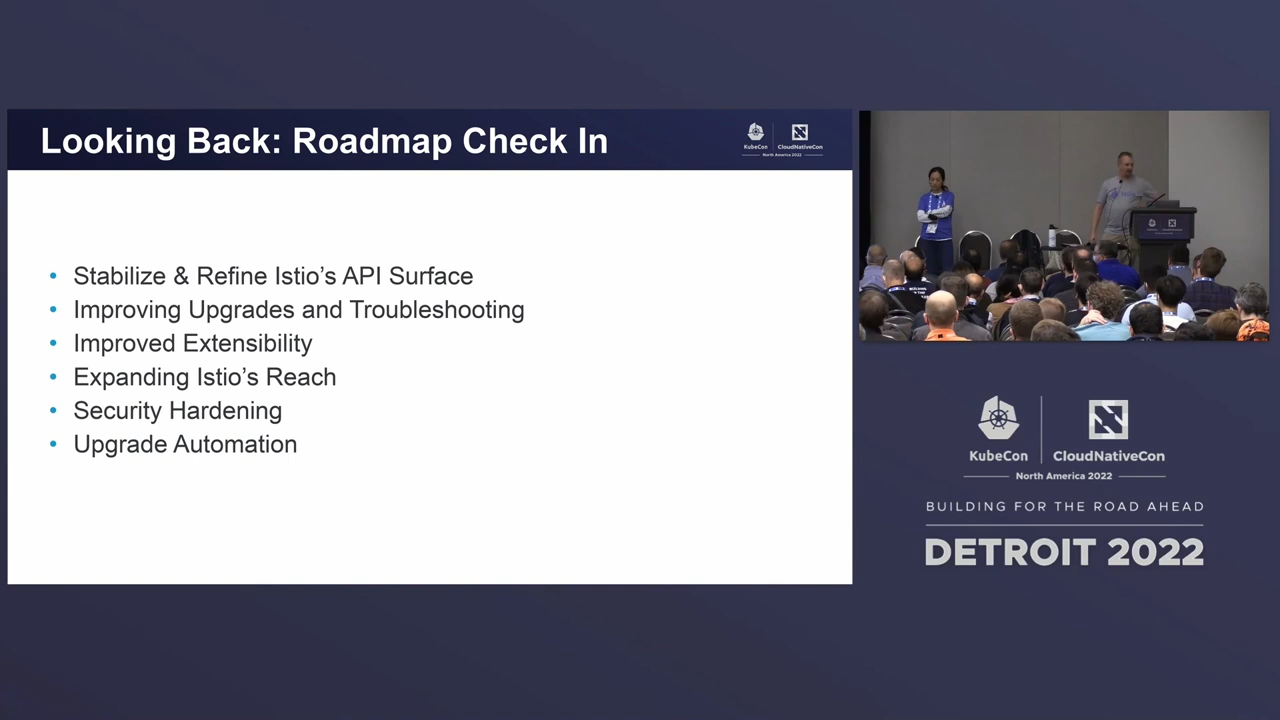 Looking Back: Roadmap Check In
KubeCon
CloudNativeCon
North America 2022
• Stabilize & Refine Istio’s API Surface
• Improving Upgrades and Troubleshooting
• Improved Extensibility
• Expanding Istio’s Reach
• Security Hardening
• Upgrade Automation
KubeCon
CloudNativeCon
North America 2022
BUILDING FOR THE ROAD AHEAD
DETROIT 2022